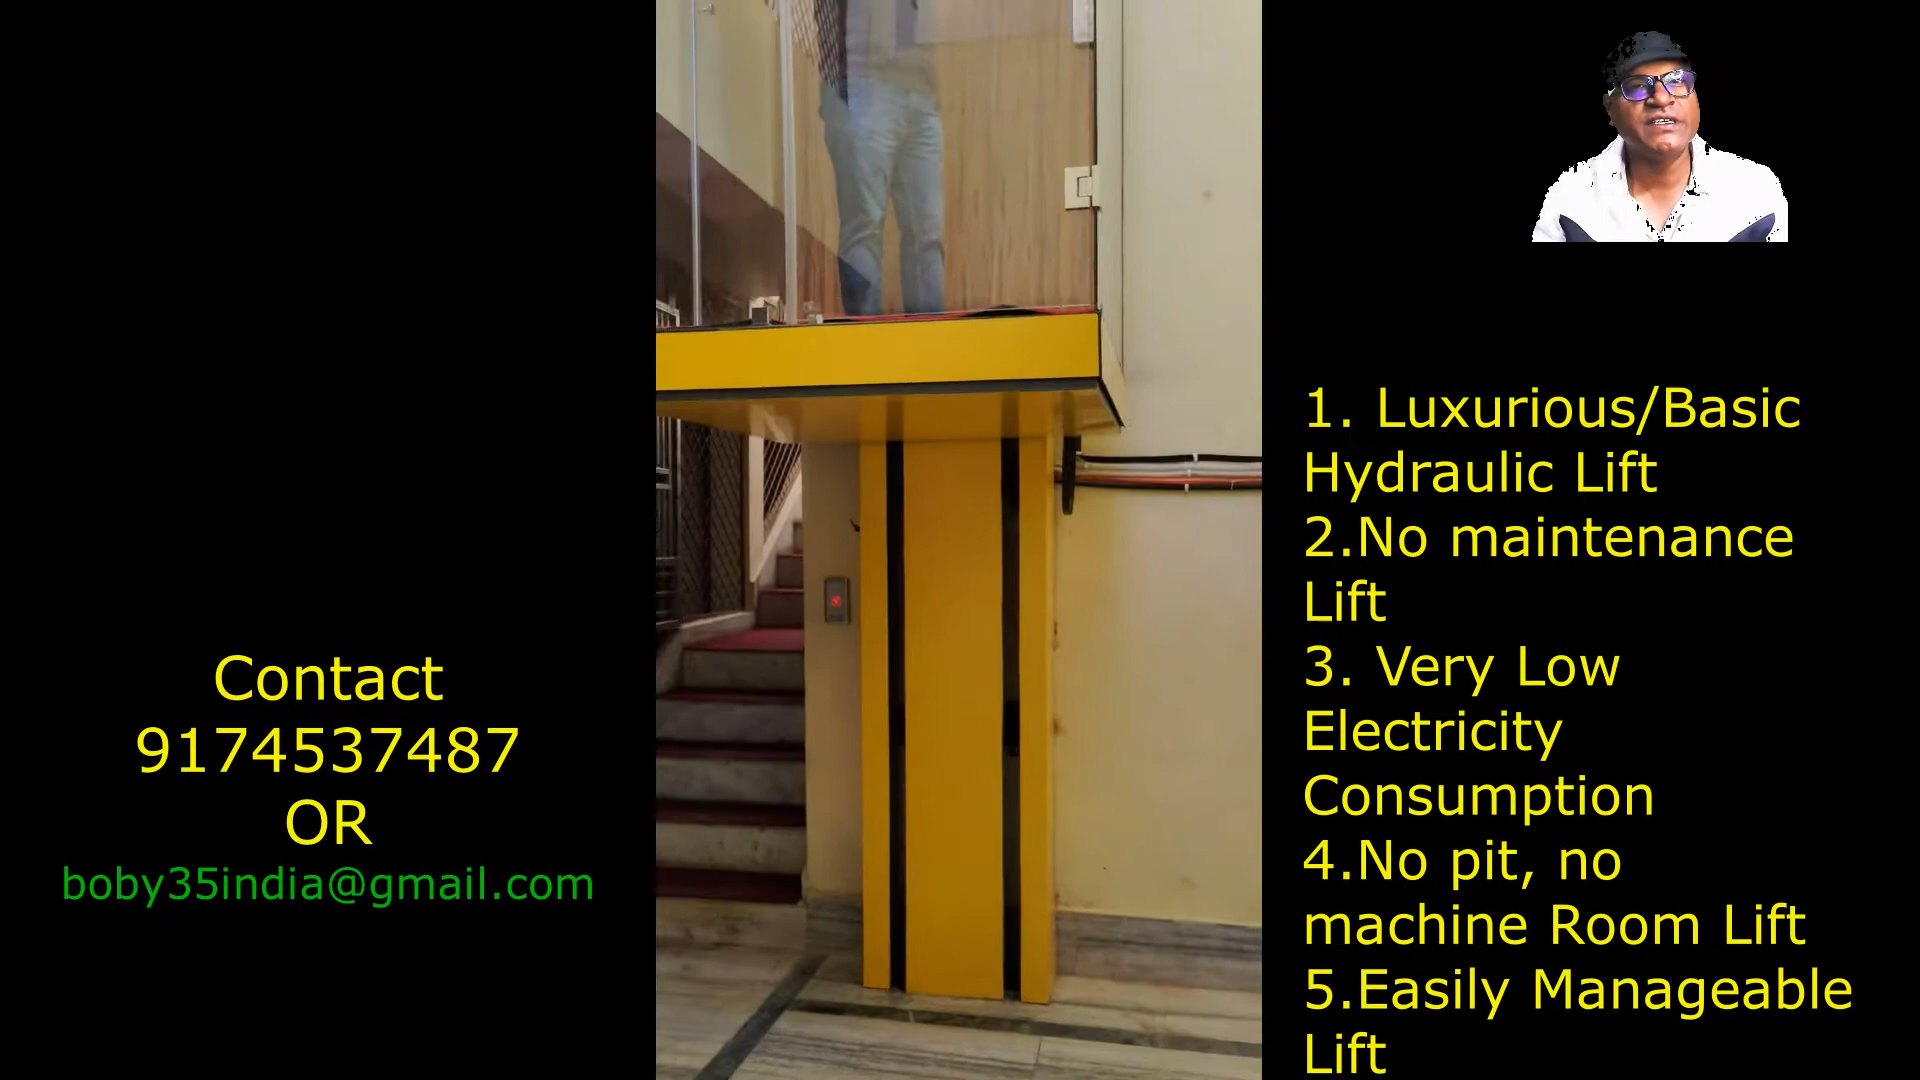 Contact
9174537487
OR
boby35india@gmail.com
1. Luxurious/Basic
Hydraulic Lift
2.No maintenance
Lift
3. Very Low
Electricity
Consumption
4.No pit, no
machine Room Lift
5.Easily Manageable
Lift